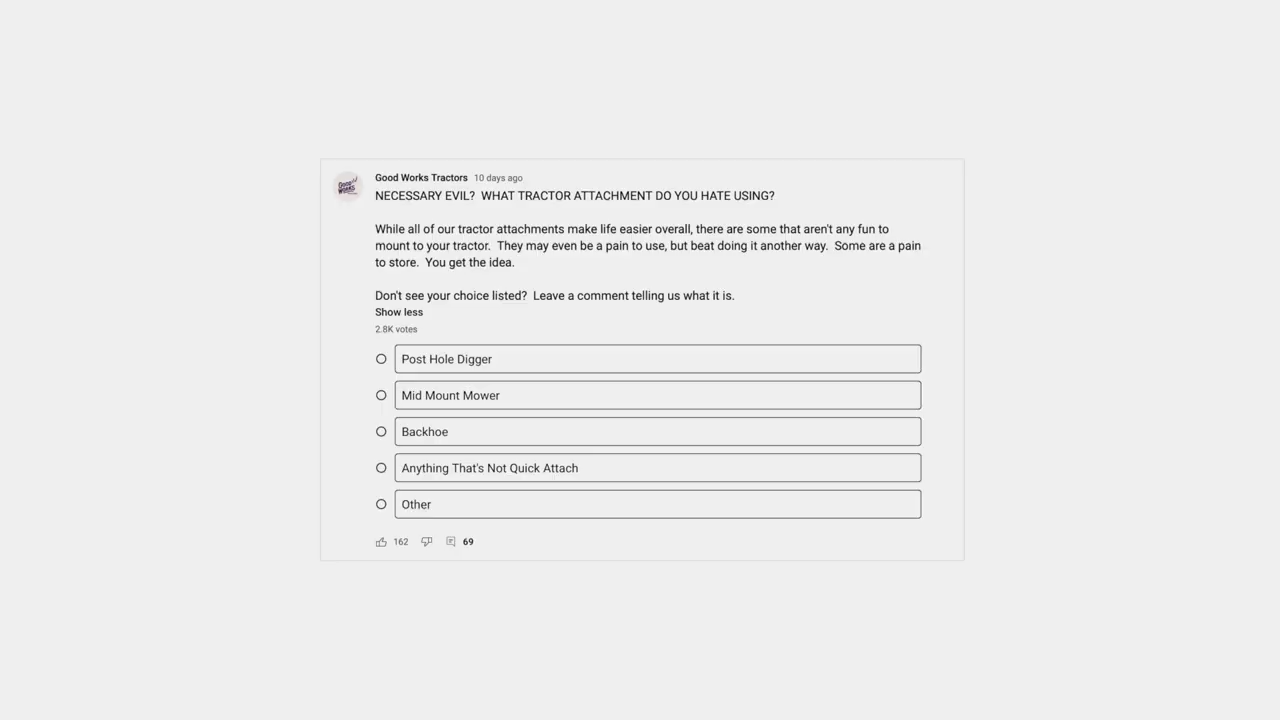 Good Works Tractors 10 days ago
NECESSARY EVIL?  WHAT TRACTOR ATTACHMENT DO YOU HATE USING?
While all of our tractor attachments make life easier overall, there are some that aren't any fun to
mount to your tractor.  They may even be a pain to use, but beat doing it another way.  Some are a pain
to store.  You get the idea.
Don't see your choice listed?  Leave a comment telling us what it is.
Show less
2.8K votes
Post Hole Digger
Mid Mount Mower
Backhoe
Anything That's Not Quick Attach
Other
162 69